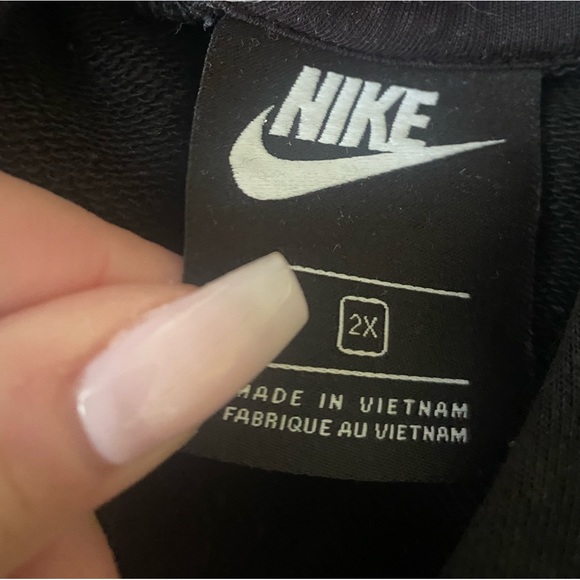 NIKE
2X
MADE IN VIETNAM
FABRIQUE AU VIETNAM